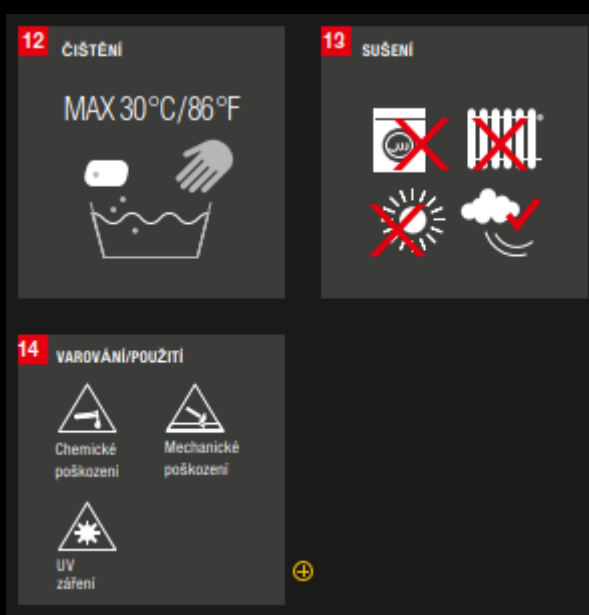 12 ČIŠTĚNÍ
MAX 30°C/86°F
13 SUŠENÍ
14 VAROVÁNÍ/POUŽITÍ
Chemické
poškození
Mechanické
poškození
UV
záření